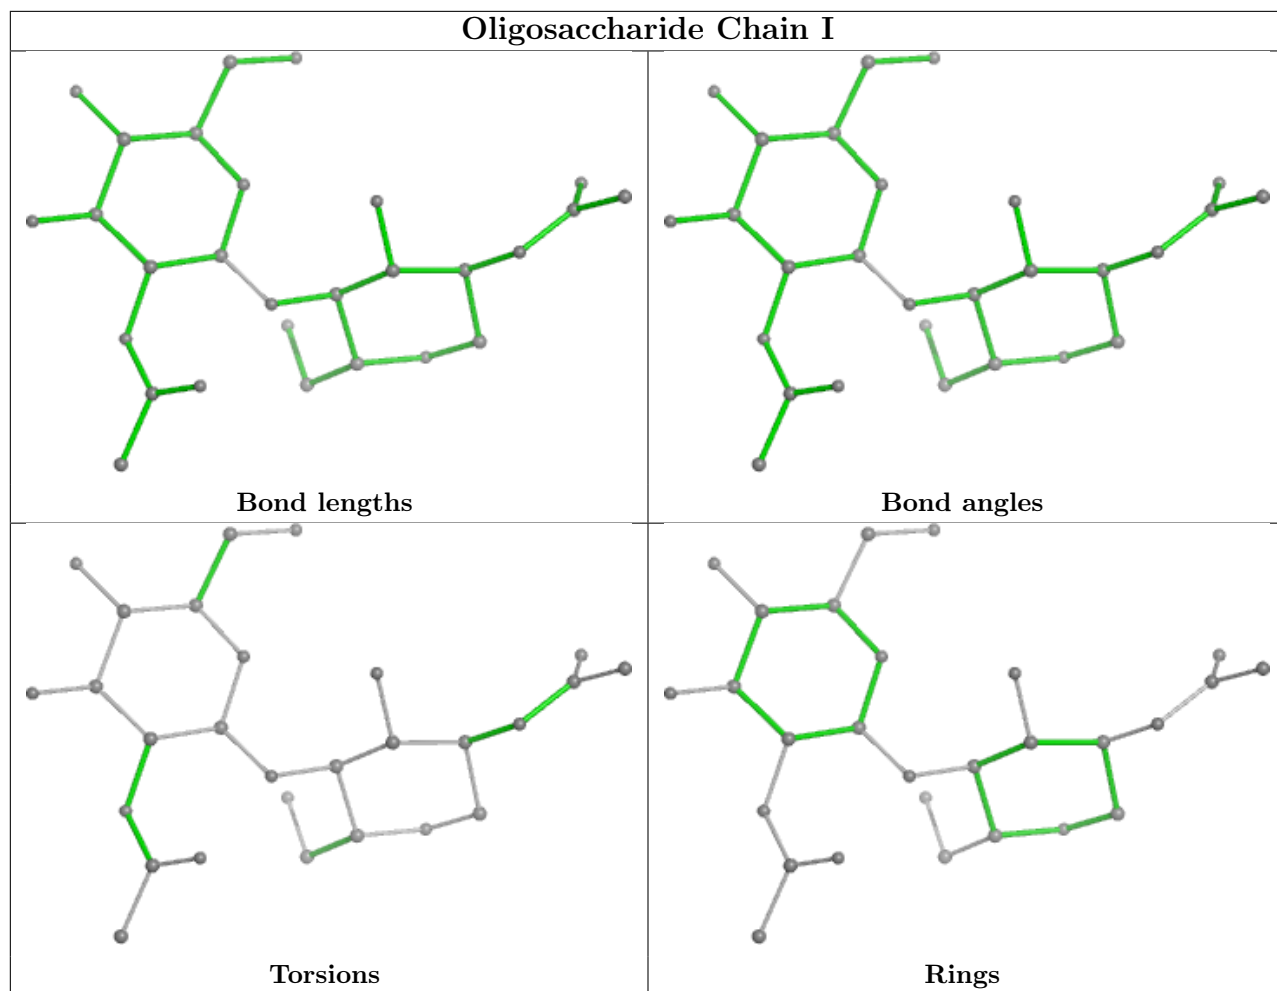 Oligosaccharide Chain I
Bond lengths
Bond angles
Torsions
Rings